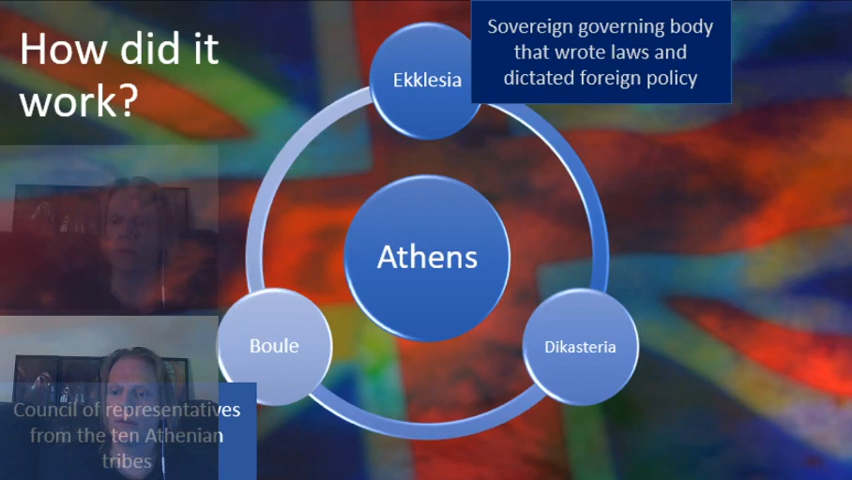 How did it
work?
Ekklesia
Sovereign governing body
that wrote laws and
dictated foreign policy
Athens
Boule
Dikasteria
Council of representatives
from the ten Athenian
tribes